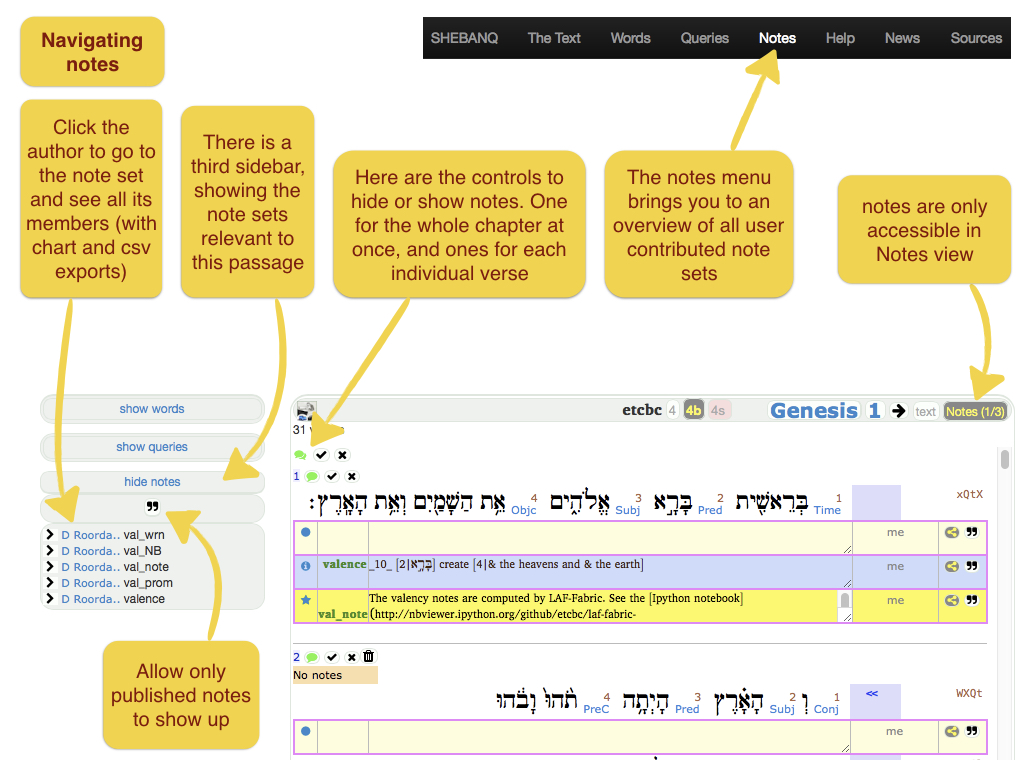 Navigating
notes
SHEBANQ The Text Words Queries Notes Help News Sources
Click the
author to go to
the note set
and see all its
members (with
chart and csv
exports)
There is a
third sidebar,
showing the
note sets
relevant to
this passage
Here are the controls to
hide or show notes. One
for the whole chapter at
once, and ones for each
individual verse
The notes menu
brings you to an
overview of all user
contributed note
sets
notes are only
accessible in
Notes view
show words
show queries
hide notes
D Roorda.. val_wrn
D Roorda.. val_NB
D Roorda.. val_note
D Roorda.. val_prom
D Roorda.. valence
Allow only
published notes
to show up
etcbc 4 4b 4s Genesis 1 text Notes (1/3)
31
1
בְּרֵאשִׁ֖ית 1 Time בָּרָ֣א 2 Pred אֱלֹהִ֑ים 3 Subj אֵ֥ת הַשָּׁמַ֖יִם וְאֵ֥ת הָאָֽרֶץ׃ 4 Objc
xQtX
me
valence _10_ [2|בָּרָ֣א] create [4|& the heavens and & the earth]
me
val_note The valency notes are computed by LAF-Fabric. See the [Ipython notebook]
(http://nbviewer.ipython.org/github/etcbc/laf-fabric-
me
2
No notes
וְ 1 Conj הָאָ֗רֶץ 2 Subj הָיְתָ֥ה 3 Pred תֹ֙הוּ֙ וָבֹ֔הוּ 4 PreC
<< WXQt
me